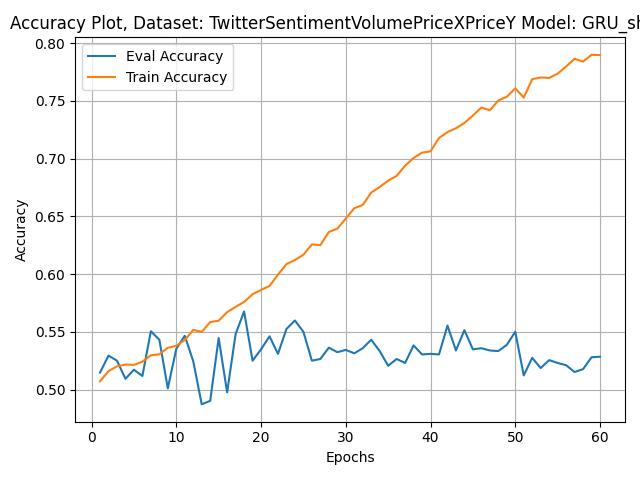 Accuracy Plot, Dataset: TwitterSentimentVolumePriceXPriceY Model: GRU_sh
Eval Accuracy
Train Accuracy
0.80
0.75
0.70
0.65
0.60
0.55
0.50
Accuracy
0 10 20 30 40 50 60
Epochs